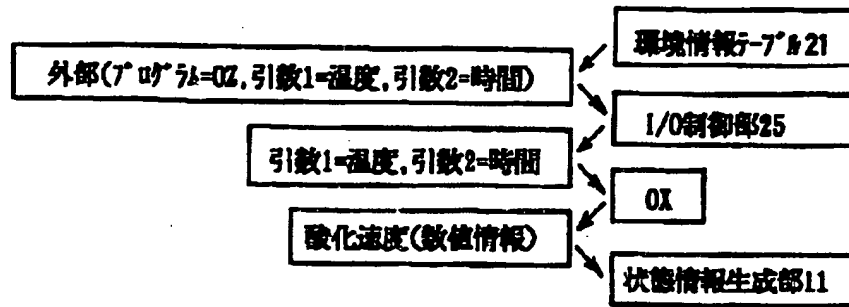 環境情報テーブル21
外部(プログラム=OX,引数1=温度,引数2=時間)
I/O制御部25
引数1=温度,引数2=時間
OX
酸化速度(数値情報)
状態情報生成部11